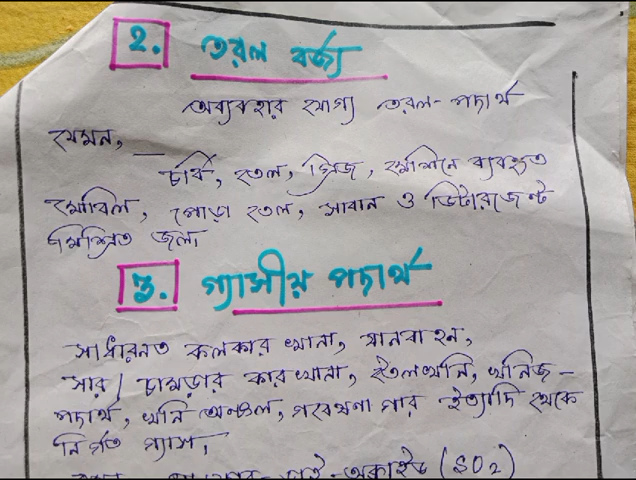 ২. তরল বর্জ্য
অব্যবহার যোগ্য তরল-পদার্থ
যেমন, —
চর্বি, তেল, গ্রিজ, মেশিনে ব্যবহৃত
মোবিল, পোড়া তেল, সাবান ও ডিটারজেন্ট
মিশ্রিত জল,
৩. গ্যাসীয় পদার্থ
সাধারনত কলকার খানা, যানবাহন,
সার / চামড়ার কারখানা, তৈলখনি, খনিজ-
পদার্থ, খনি অঞ্চল, গবেষণা গার ইত্যাদি থেকে
নির্গত গ্যাস,
ডাই-অক্সাইড (SO2)